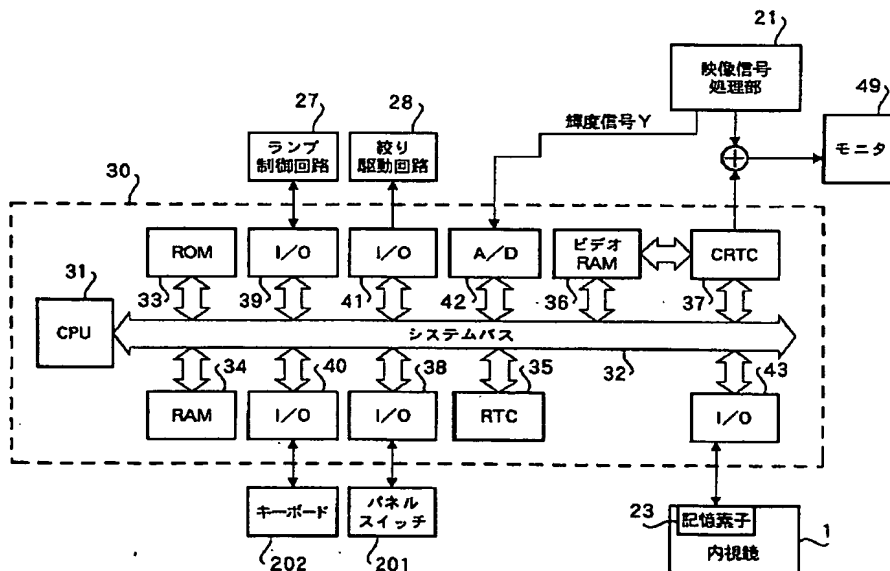 21
映像信号
処理部
49
モニタ
輝度信号Y
27
ランプ
制御回路
28
絞り
駆動回路
30
ROM
33
I/O
39
I/O
41
A/D
42
ビデオ
RAM
36
CRTC
37
31
CPU
システムバス
32
34
RAM
40
I/O
38
I/O
35
RTC
43
I/O
キーボード
202
パネル
スイッチ
201
23
記憶素子
内視鏡
1